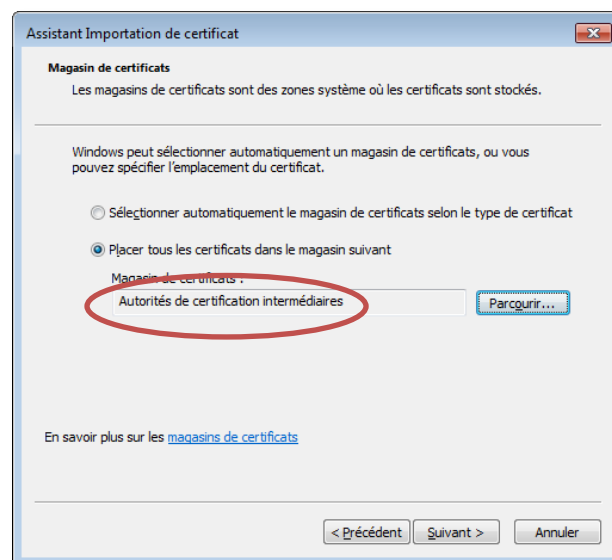 Assistant Importation de certificat
Magasin de certificats
Les magasins de certificats sont des zones système où les certificats sont stockés.
Windows peut sélectionner automatiquement un magasin de certificats, ou vous
pouvez spécifier l'emplacement du certificat.
Sélectionner automatiquement le magasin de certificats selon le type de certificat
Placer tous les certificats dans le magasin suivant
Magasin de certificats :
Autorités de certification intermédiaires
Parcourir...
En savoir plus sur les magasins de certificats
< Précédent
Suivant >
Annuler